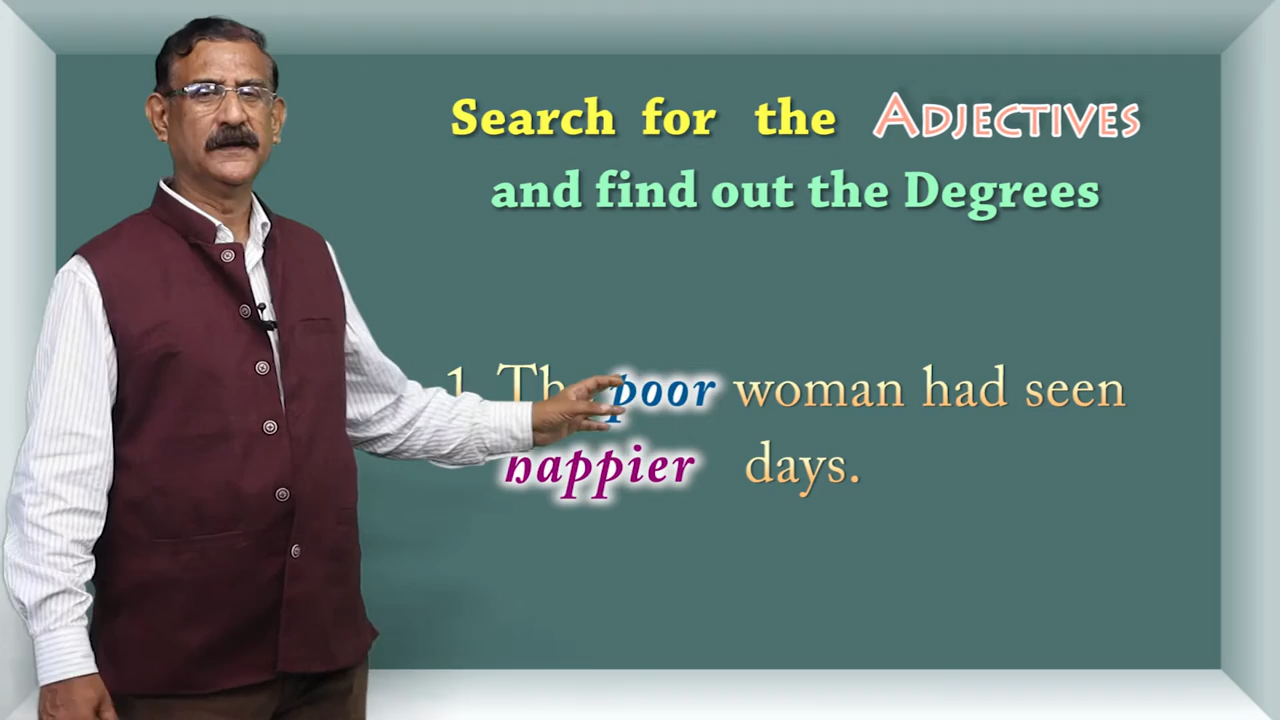 Search for the ADJECTIVES
and find out the Degrees
1 The poor woman had seen
happier days.